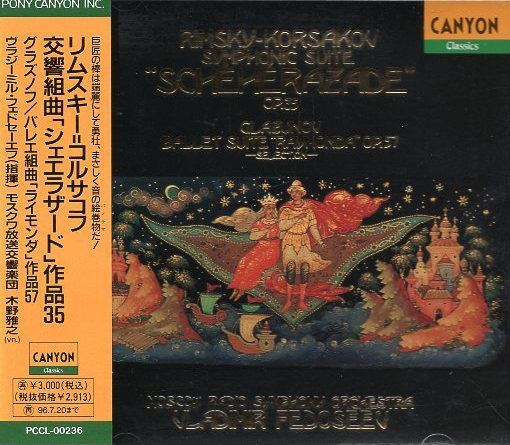 PONY CANYON INC.
巨匠の棒は端麗にして勇壮、まさしく音の絵巻物だ!
リムスキー=コルサコフ
交響組曲「シェエラザード」作品35
グラズノフ/バレエ組曲「ライモンダ」作品57
ヴラジーミル・フェドセーエフ(指揮) モスクワ放送交響楽団 木野雅之(vn.)
CANYON
Classics
¥3,000(税込)
(税抜価格¥2,913)
96.7.20まで
PCCL-00236
CANYON
Classics
RIMSKY-KORSAKOV
SYMPHONIC SUITE
"SCHEHERAZADE"
OP.35
GLAZUNOV
BALLET SUITE "RAYMONDA" OP.57
—SELECTION—
MOSCOW RADIO SYMPHONY ORCHESTRA
VLADIMIR FEDOSEEV